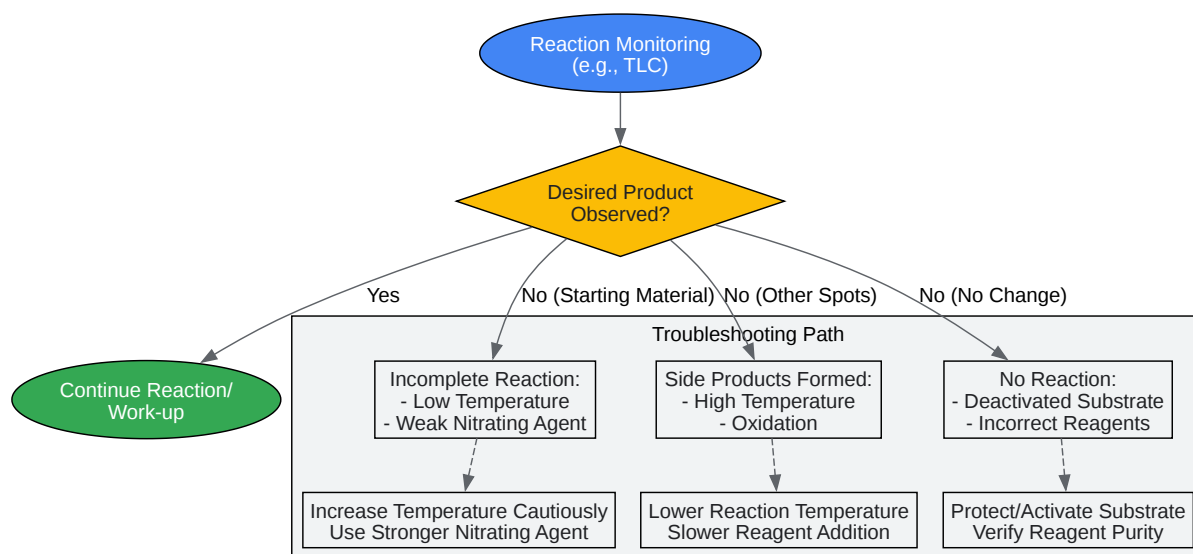 Reaction Monitoring
(e.g., TLC)
Desired Product
Observed?
Yes
No (Starting Material)
No (Other Spots)
No (No Change)
Troubleshooting Path
Continue Reaction/
Work-up
Incomplete Reaction:
- Low Temperature
- Weak Nitrating Agent
Side Products Formed:
- High Temperature
- Oxidation
No Reaction:
- Deactivated Substrate
- Incorrect Reagents
Increase Temperature Cautiously
Use Stronger Nitrating Agent
Lower Reaction Temperature
Slower Reagent Addition
Protect/Activate Substrate
Verify Reagent Purity